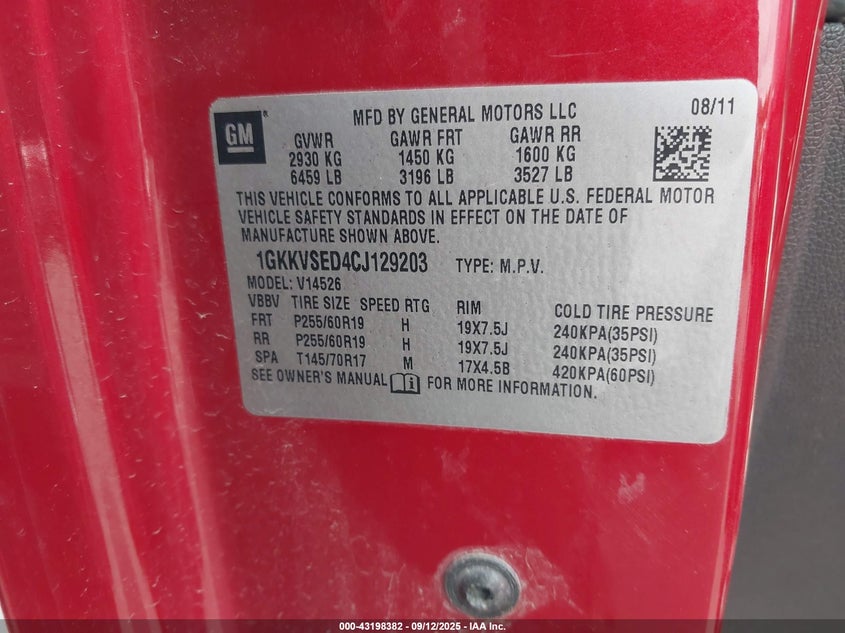 GM®
MFD BY GENERAL MOTORS LLC 08/11
GVWR GAWR FRT GAWR RR
2930 KG 1450 KG 1600 KG
6459 LB 3196 LB 3527 LB
THIS VEHICLE CONFORMS TO ALL APPLICABLE U.S. FEDERAL MOTOR
VEHICLE SAFETY STANDARDS IN EFFECT ON THE DATE OF
MANUFACTURE SHOWN ABOVE.
1GKKVSED4CJ129203 TYPE: M.P.V.
MODEL: V14526
VBBV TIRE SIZE SPEED RTG RIM COLD TIRE PRESSURE
FRT P255/60R19 H 19X7.5J 240KPA(35PSI)
RR P255/60R19 H 19X7.5J 240KPA(35PSI)
SPA T145/70R17 M 17X4.5B 420KPA(60PSI)
SEE OWNER'S MANUAL FOR MORE INFORMATION.
000-43198382 - 09/12/2025 - IAA Inc.